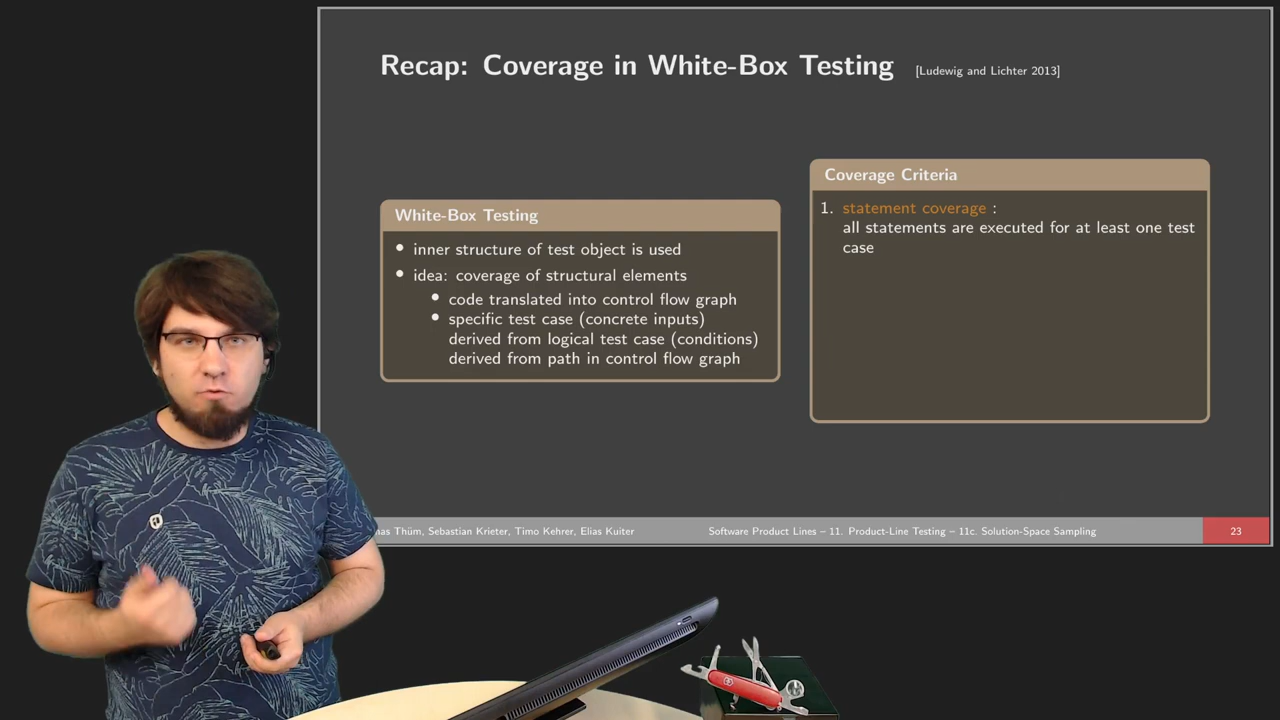 Recap: Coverage in White-Box Testing [Ludewig and Lichter 2013]
White-Box Testing
• inner structure of test object is used
• idea: coverage of structural elements
• code translated into control flow graph
• specific test case (concrete inputs)
derived from logical test case (conditions)
derived from path in control flow graph
Coverage Criteria
1. statement coverage :
all statements are executed for at least one test
case
Thüm, Sebastian Krieter, Timo Kehrer, Elias Kuiter
Software Product Lines – 11. Product-Line Testing – 11c. Solution-Space Sampling
23